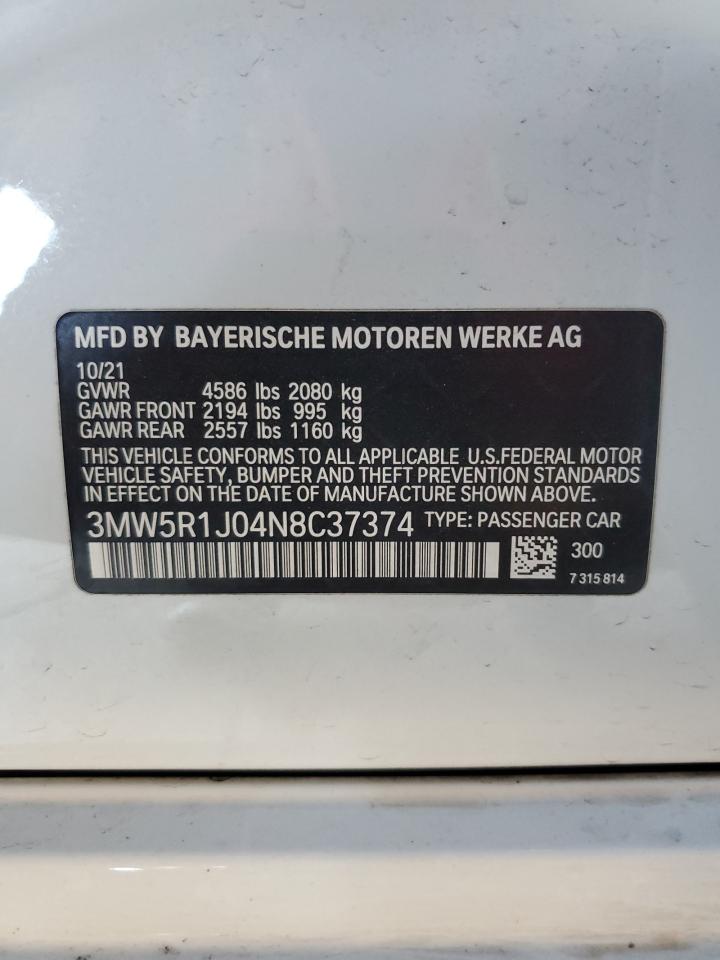 MFD BY BAYERISCHE MOTOREN WERKE AG
10/21
GVWR 4586 lbs 2080 kg
GAWR FRONT 2194 lbs 995 kg
GAWR REAR 2557 lbs 1160 kg
THIS VEHICLE CONFORMS TO ALL APPLICABLE U.S.FEDERAL MOTOR
VEHICLE SAFETY, BUMPER AND THEFT PREVENTION STANDARDS
IN EFFECT ON THE DATE OF MANUFACTURE SHOWN ABOVE.
3MW5R1J04N8C37374 TYPE: PASSENGER CAR
300
7 315 814